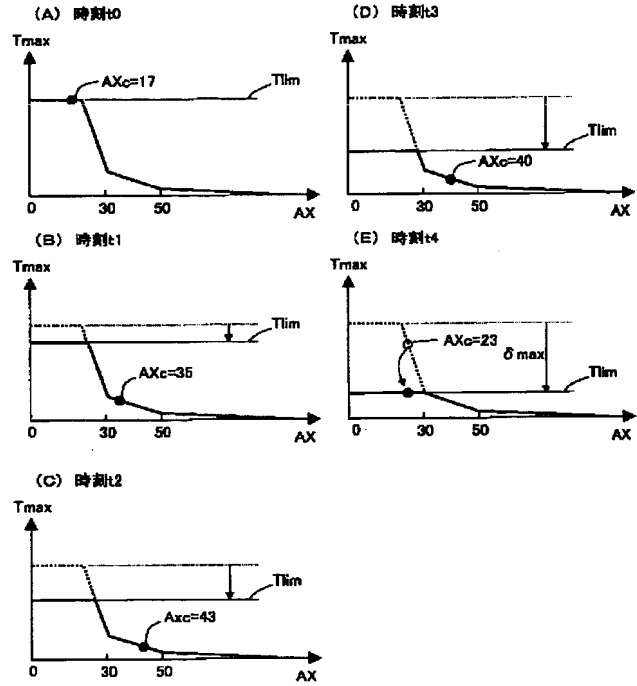 (A) 時刻t0
Tmax
AXc=17
Tlim
0
30
50
AX
(B) 時刻t1
Tmax
Tlim
AXc=35
0
30
50
AX
(C) 時刻t2
Tmax
Tlim
Axc=43
0
30
50
AX
(D) 時刻t3
Tmax
Tlim
AXc=40
0
30
50
AX
(E) 時刻t4
Tmax
AXc=23
δmax
Tlim
0
30
50
AX